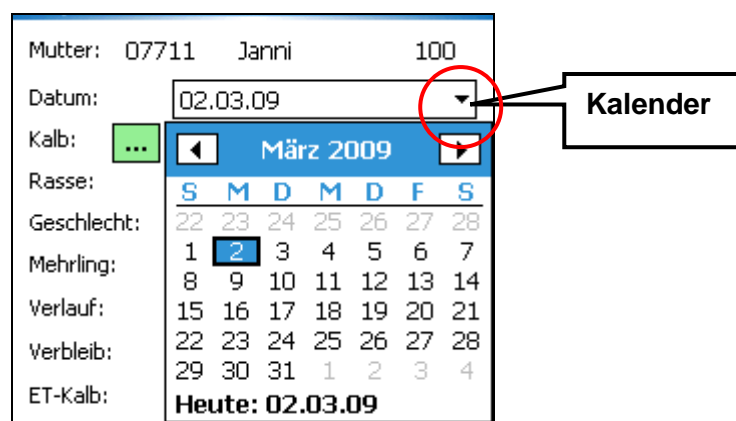 Mutter: 07711 Janni 100
Datum: 02.03.09
Kalender
Kalb: ...
März 2009
Rasse:
S M D M D F S
Geschlecht:
22 23 24 25 26 27 28
1 2 3 4 5 6 7
Mehrling:
8 9 10 11 12 13 14
Verlauf:
15 16 17 18 19 20 21
Verbleib:
22 23 24 25 26 27 28
29 30 31 1 2 3 4
ET-Kalb:
Heute: 02.03.09